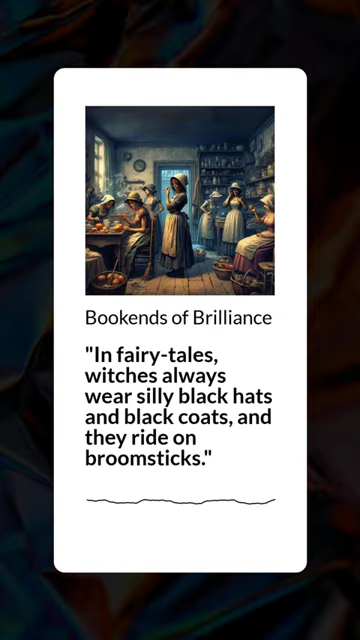 Bookends of Brilliance
"In fairy-tales,
witches always
wear silly black hats
and black coats, and
they ride on
broomsticks."